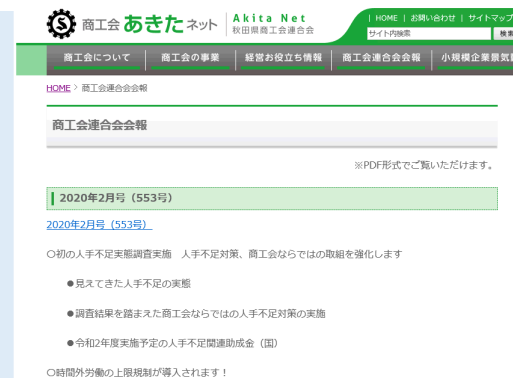 商工会 あきた ネット
Akita Net
秋田県商工会連合会
| HOME | お問い合わせ | サイトマップ
サイト内検索
検索
商工会について
商工会の事業
経営お役立ち情報
商工会連合会会報
小規模企業景気
HOME > 商工会連合会会報
商工会連合会会報
※PDF形式でご覧いただけます。
2020年2月号（553号）
2020年2月号（553号）
○初の人手不足実態調査実施　人手不足対策、商工会ならではの取組を強化します
●見えてきた人手不足の実態
●調査結果を踏まえた商工会ならではの人手不足対策の実施
●令和2年度実施予定の人手不足関連助成金（国）
○時間外労働の上限規制が導入されます！